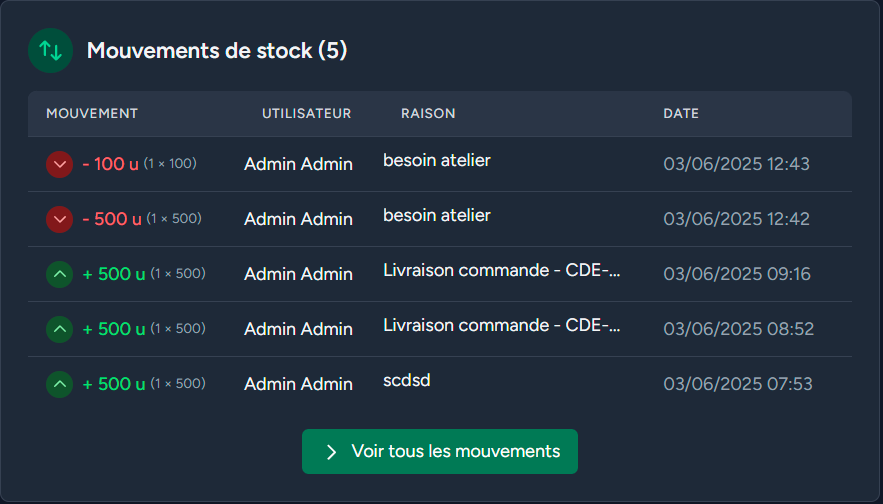 Mouvements de stock (5)
MOUVEMENT UTILISATEUR RAISON DATE
- 100 u (1 × 100) Admin Admin besoin atelier 03/06/2025 12:43
- 500 u (1 × 500) Admin Admin besoin atelier 03/06/2025 12:42
+ 500 u (1 × 500) Admin Admin Livraison commande - CDE-... 03/06/2025 09:16
+ 500 u (1 × 500) Admin Admin Livraison commande - CDE-... 03/06/2025 08:52
+ 500 u (1 × 500) Admin Admin scdsd 03/06/2025 07:53
Voir tous les mouvements